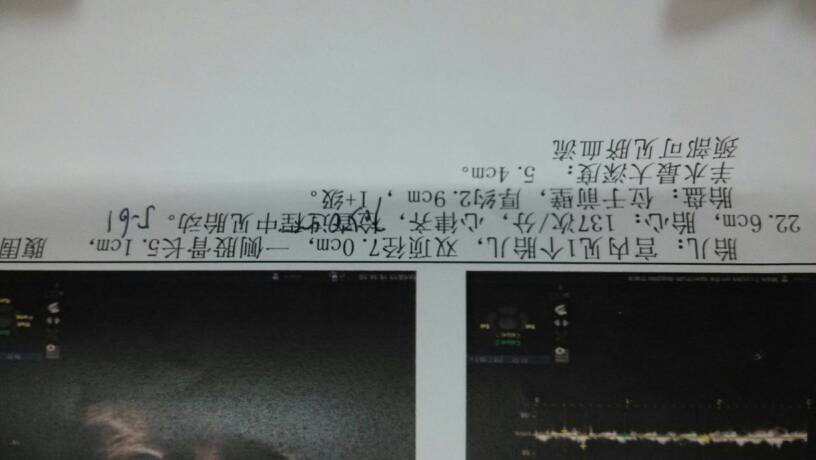 胎儿：宫内见1个胎儿，双顶径7.0cm，一侧股骨长5.1cm， 腹围
22.6cm，胎心：137次/分，心律齐，检查过程中见胎动。
胎盘：位于前壁，厚约2.9cm ，I+级。
羊水最大深度： 5.4cm。
颈部可见脐血流